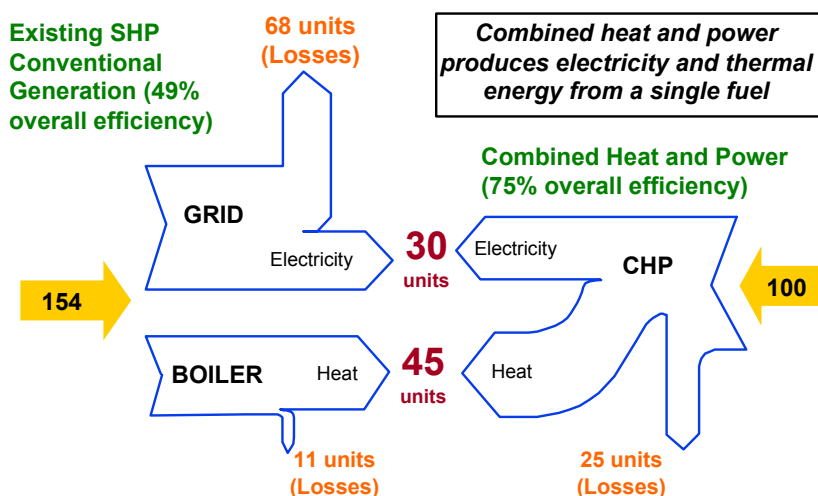 Existing SHP
Conventional
Generation (49%
overall efficiency)
68 units
(Losses)
Combined heat and power
produces electricity and thermal
energy from a single fuel
Combined Heat and Power
(75% overall efficiency)
GRID
Electricity
30
units
Electricity
CHP
154
100
BOILER
Heat
45
units
Heat
11 units
(Losses)
25 units
(Losses)